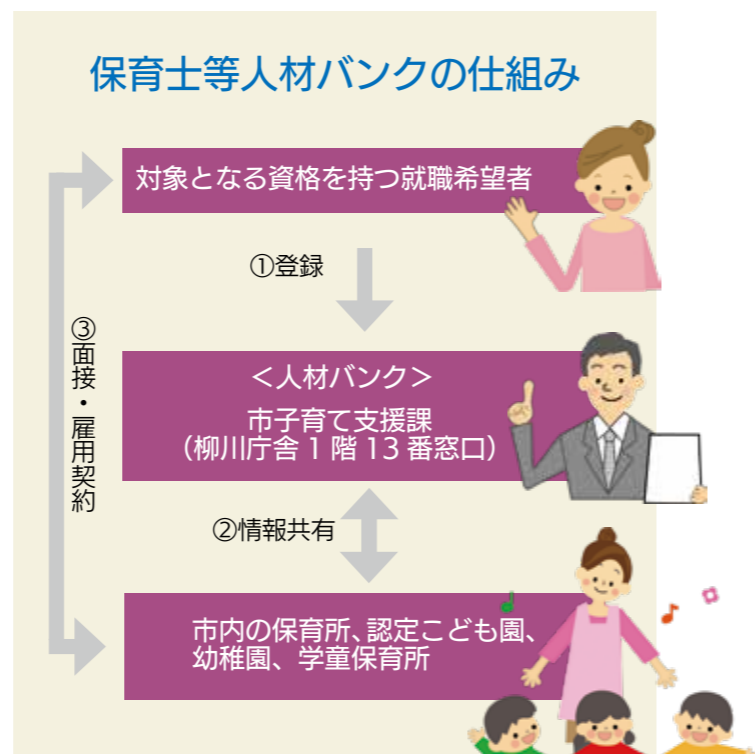 保育士等人材バンクの仕組み
対象となる資格を持つ就職希望者
①登録
③面接・雇用契約
＜人材バンク＞
市子育て支援課
（柳川庁舎 1 階 13 番窓口）
②情報共有
市内の保育所、認定こども園、
幼稚園、学童保育所